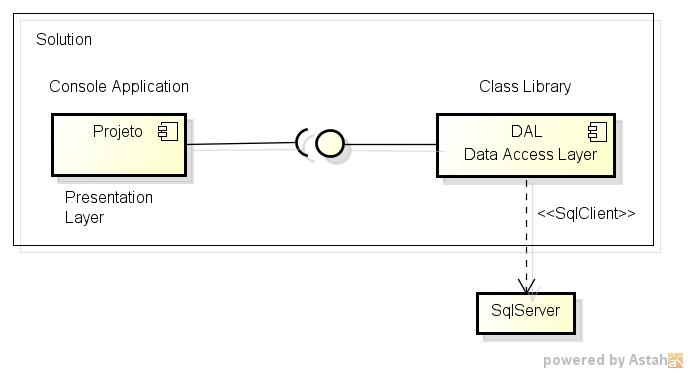 Solution
Console Application
Class Library
Projeto
DAL
Data Access Layer
Presentation
Layer
<<SqlClient>>
SqlServer
powered by Astah